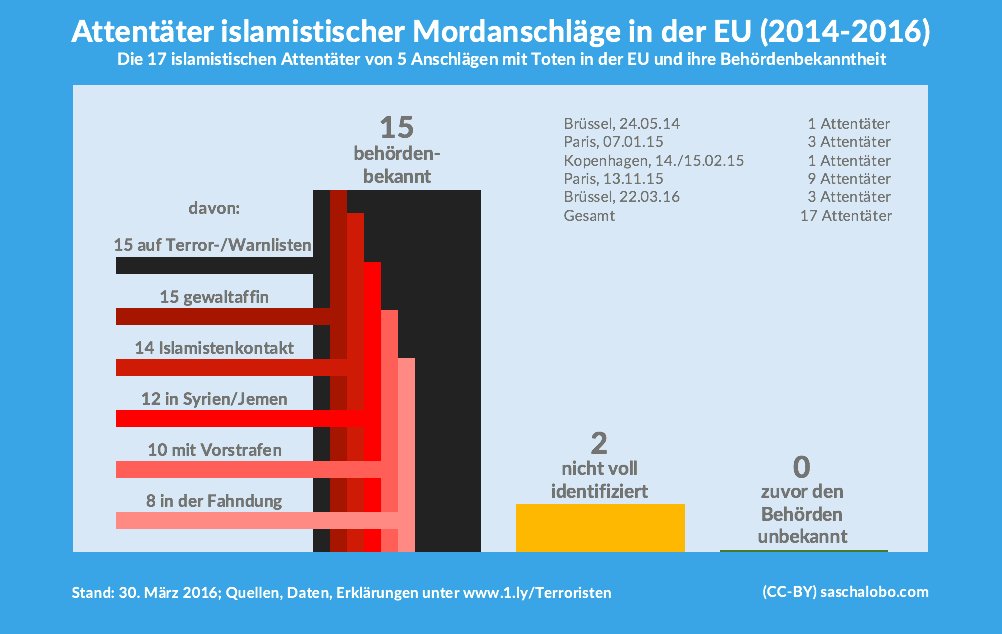 Attentäter islamistischer Mordanschläge in der EU (2014-2016)
Die 17 islamistischen Attentäter von 5 Anschlägen mit Toten in der EU und ihre Behördenbekanntheit
15
behörden-
bekannt
davon:
15 auf Terror-/Warnlisten
15 gewaltaffin
14 Islamistenkontakt
12 in Syrien/Jemen
10 mit Vorstrafen
8 in der Fahndung
Brüssel, 24.05.14 1 Attentäter
Paris, 07.01.15 3 Attentäter
Kopenhagen, 14./15.02.15 1 Attentäter
Paris, 13.11.15 9 Attentäter
Brüssel, 22.03.16 3 Attentäter
Gesamt 17 Attentäter
2
nicht voll
identifiziert
0
zuvor den
Behörden
unbekannt
Stand: 30. März 2016; Quellen, Daten, Erklärungen unter www.1.ly/Terroristen
(CC-BY) saschalobo.com